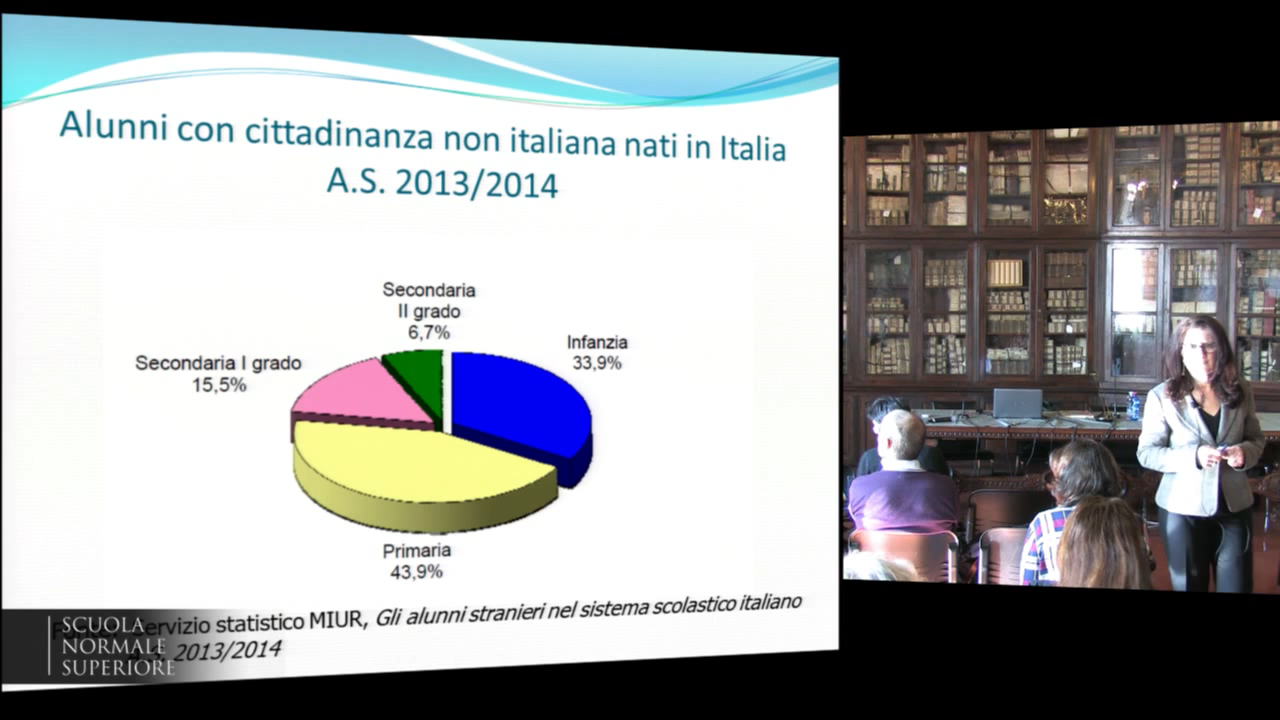 Alunni con cittadinanza non italiana nati in Italia
A.S. 2013/2014
Secondaria
II grado
6,7%
Infanzia
33,9%
Secondaria I grado
15,5%
Primaria
43,9%
Servizio statistico MIUR, Gli alunni stranieri nel sistema scolastico italiano
2013/2014
SCUOLA
NORMALE
SUPERIORE